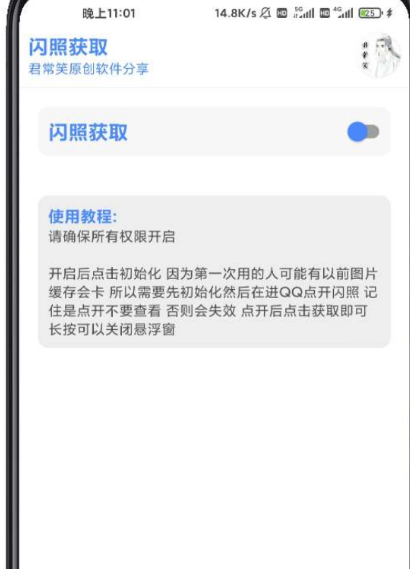 晚上11:01 14.8K/s HD 5G HD 4G 25
闪照获取
君常笑原创软件分享
君常笑
闪照获取
使用教程:
请确保所有权限开启
开启后点击初始化 因为第一次用的人可能有以前图片
缓存会卡 所以需要先初始化然后在进QQ点开闪照 记
住是点开不要查看 否则会失效 点开后点击获取即可
长按可以关闭悬浮窗